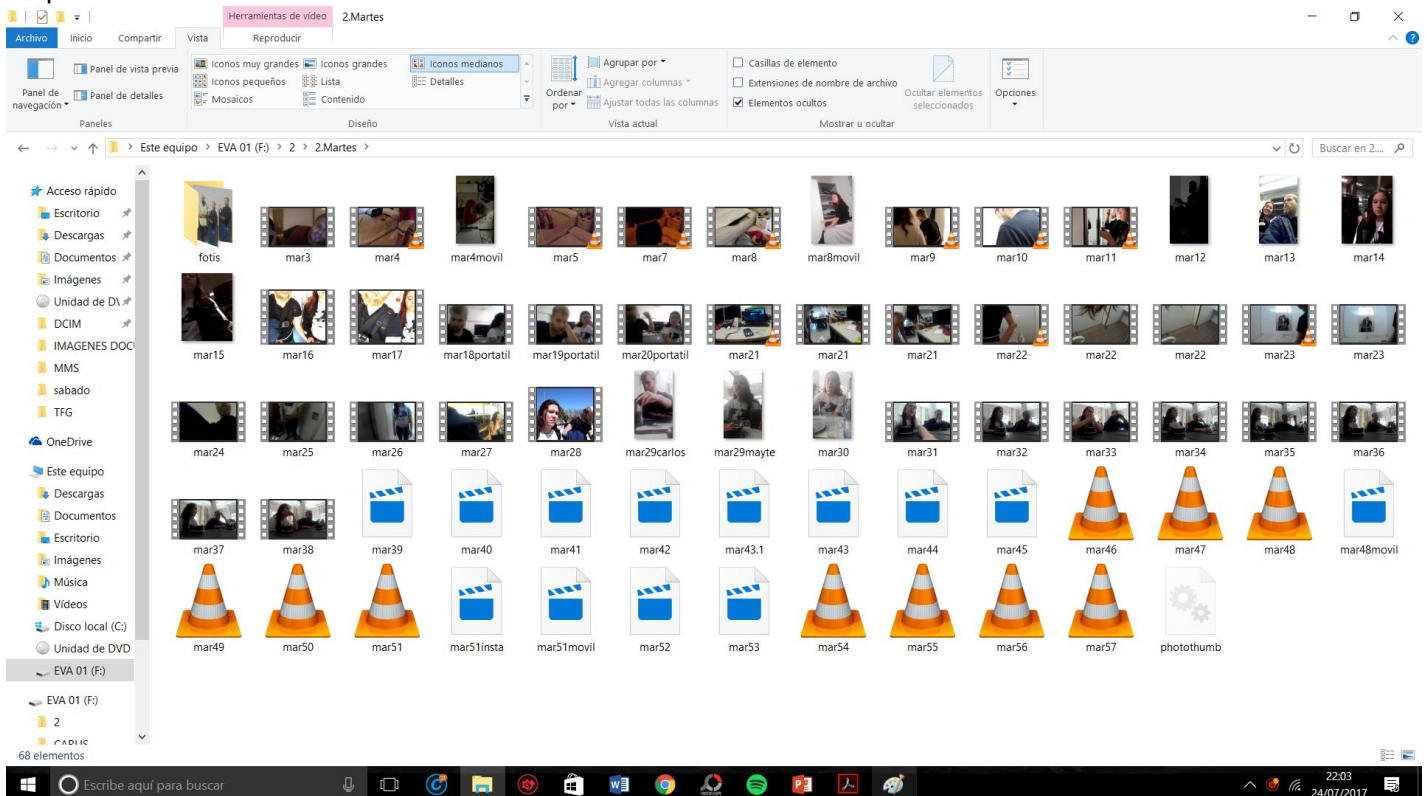 Herramientas de vídeo 2.Martes
Archivo Inicio Compartir Vista Reproducir
Panel de navegación
Panel de vista previa
Panel de detalles
Paneles
Iconos muy grandes Iconos grandes Iconos medianos
Iconos pequeños Lista Detalles
Mosaicos Contenido
Diseño
Ordenar por
Agrupar por
Agregar columnas
Ajustar todas las columnas
Vista actual
Casillas de elemento
Extensiones de nombre de archivo
Elementos ocultos
Ocultar elementos seleccionados
Mostrar u ocultar
Opciones
Este equipo > EVA 01 (F:) > 2 > 2.Martes >
Buscar en 2....
Acceso rápido
Escritorio
Descargas
Documentos
Imágenes
Unidad de D\
DCIM
IMAGENES DOC
MMS
sabado
TFG
OneDrive
Este equipo
Descargas
Documentos
Escritorio
Imágenes
Música
Vídeos
Disco local (C:)
Unidad de DVD
EVA 01 (F:)
EVA 01 (F:)
2
fotis mar3 mar4 mar4movil mar5 mar7 mar8 mar8movil mar9 mar10 mar11 mar12 mar13 mar14
mar15 mar16 mar17 mar18portatil mar19portatil mar20portatil mar21 mar21 mar21 mar22 mar22 mar22 mar23 mar23
mar24 mar25 mar26 mar27 mar28 mar29carlos mar29mayte mar30 mar31 mar32 mar33 mar34 mar35 mar36
mar37 mar38 mar39 mar40 mar41 mar42 mar43.1 mar43 mar44 mar45 mar46 mar47 mar48 mar48movil
mar49 mar50 mar51 mar51insta mar51movil mar52 mar53 mar54 mar55 mar56 mar57 photothumb
68 elementos
Escribe aquí para buscar
22:03
24/07/2017